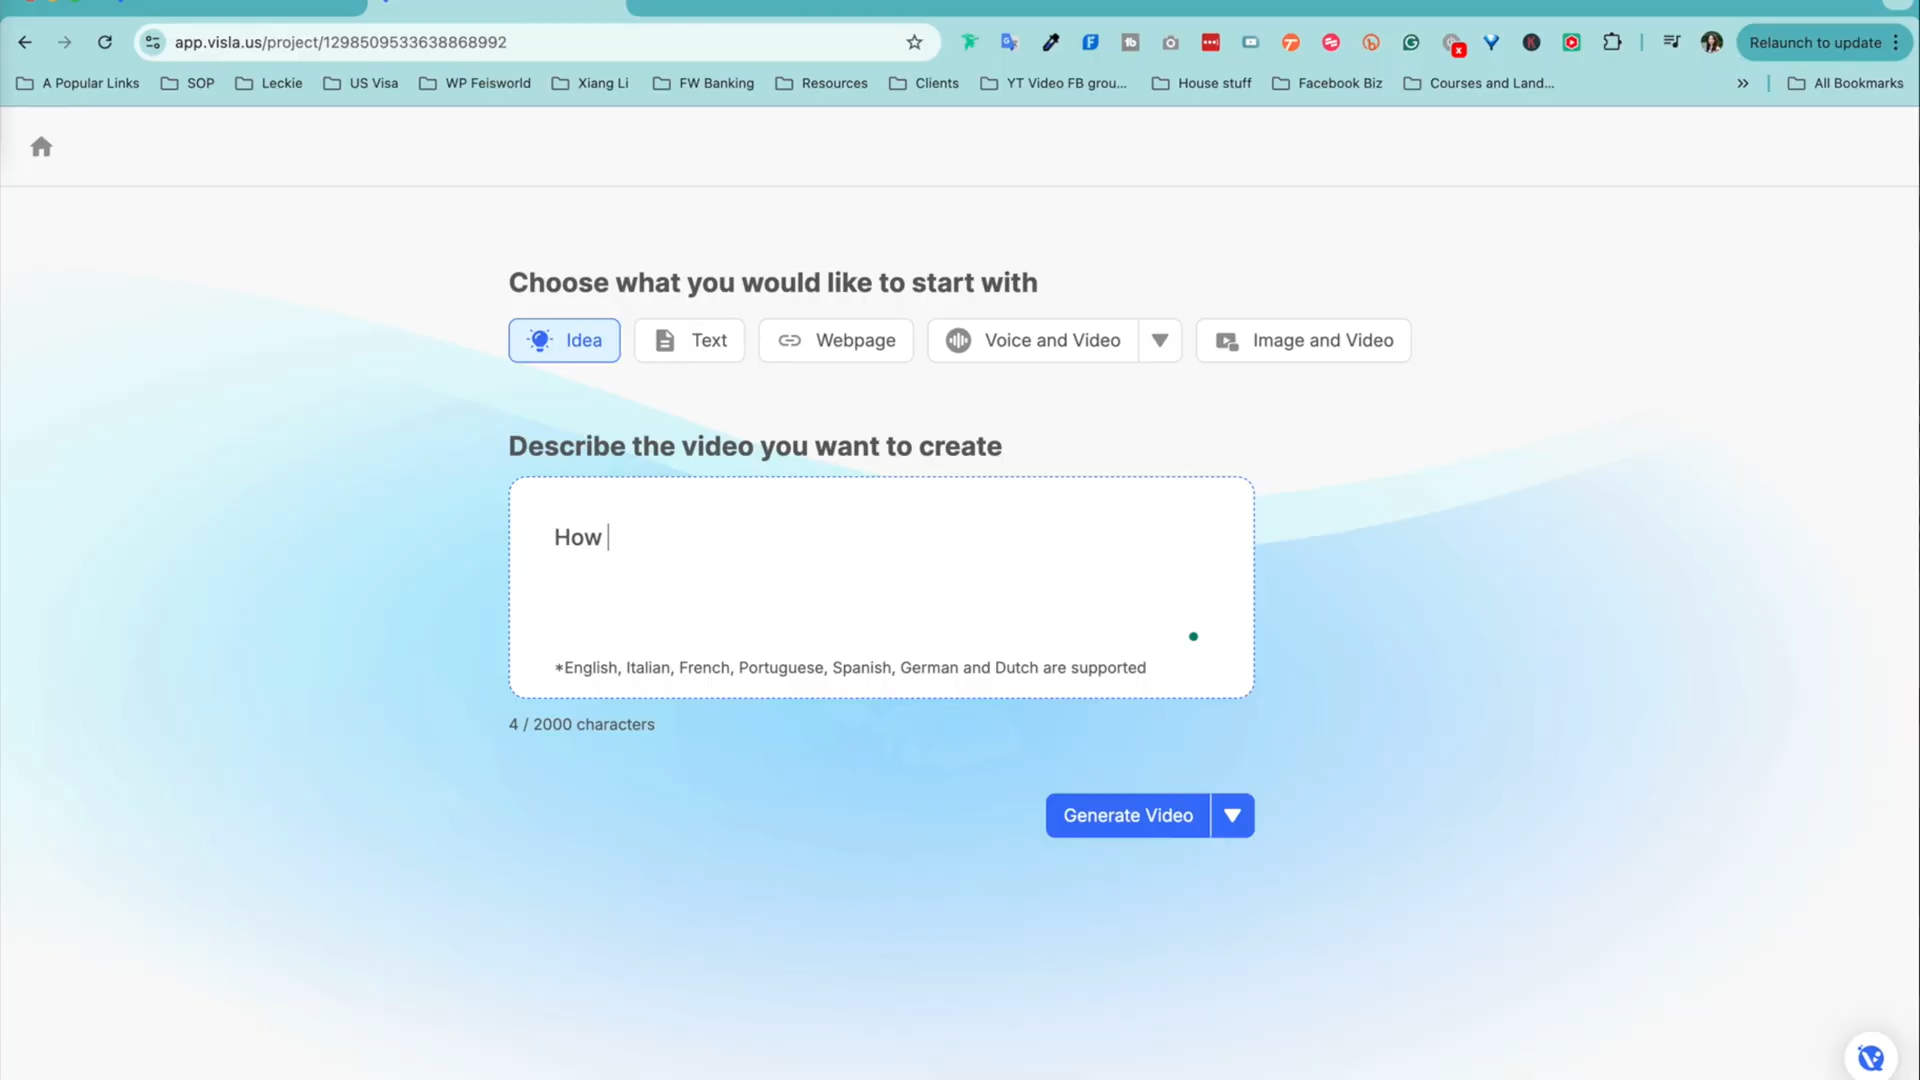 app.visla.us/project/1298509533638868992
Relaunch to update
A Popular Links
SOP
Leckie
US Visa
WP Feisworld
Xiang Li
FW Banking
Resources
Clients
YT Video FB grou...
House stuff
Facebook Biz
Courses and Land...
»
All Bookmarks
Choose what you would like to start with
Idea
Text
Webpage
Voice and Video
Image and Video
Describe the video you want to create
How
*English, Italian, French, Portuguese, Spanish, German and Dutch are supported
4 / 2000 characters
Generate Video